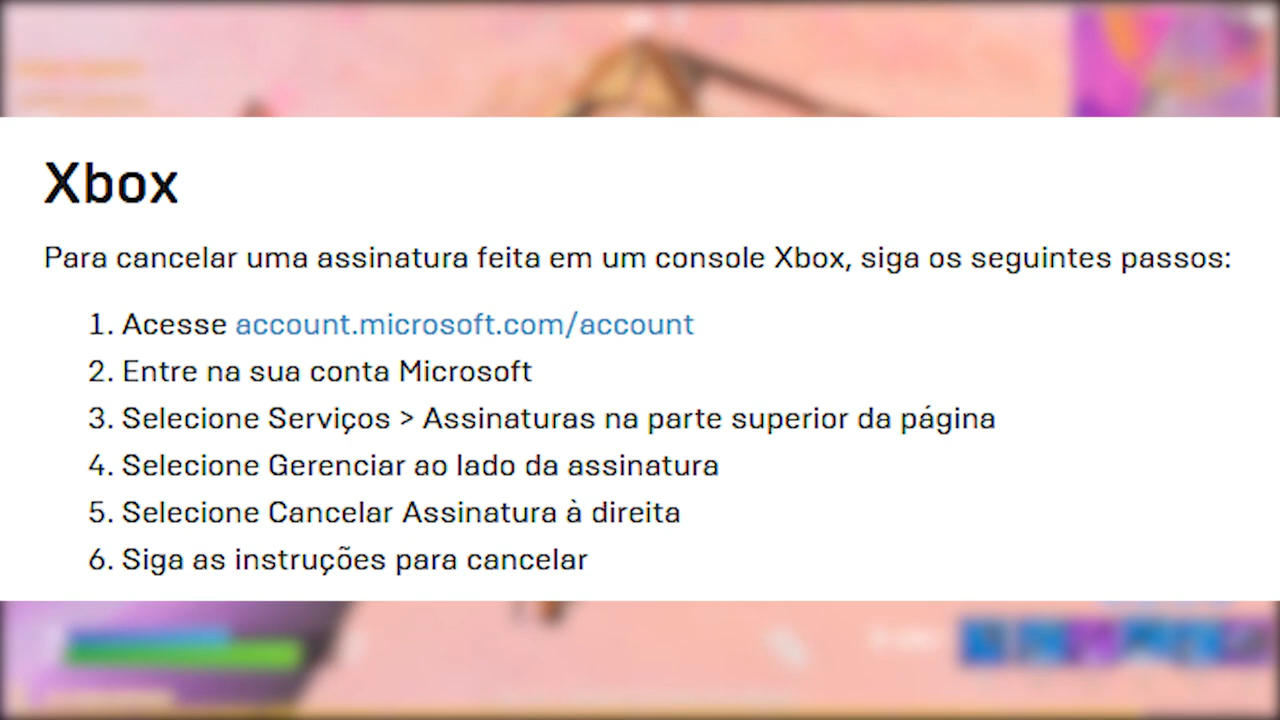 Xbox
Para cancelar uma assinatura feita em um console Xbox, siga os seguintes passos:
1. Acesse account.microsoft.com/account
2. Entre na sua conta Microsoft
3. Selecione Serviços > Assinaturas na parte superior da página
4. Selecione Gerenciar ao lado da assinatura
5. Selecione Cancelar Assinatura à direita
6. Siga as instruções para cancelar